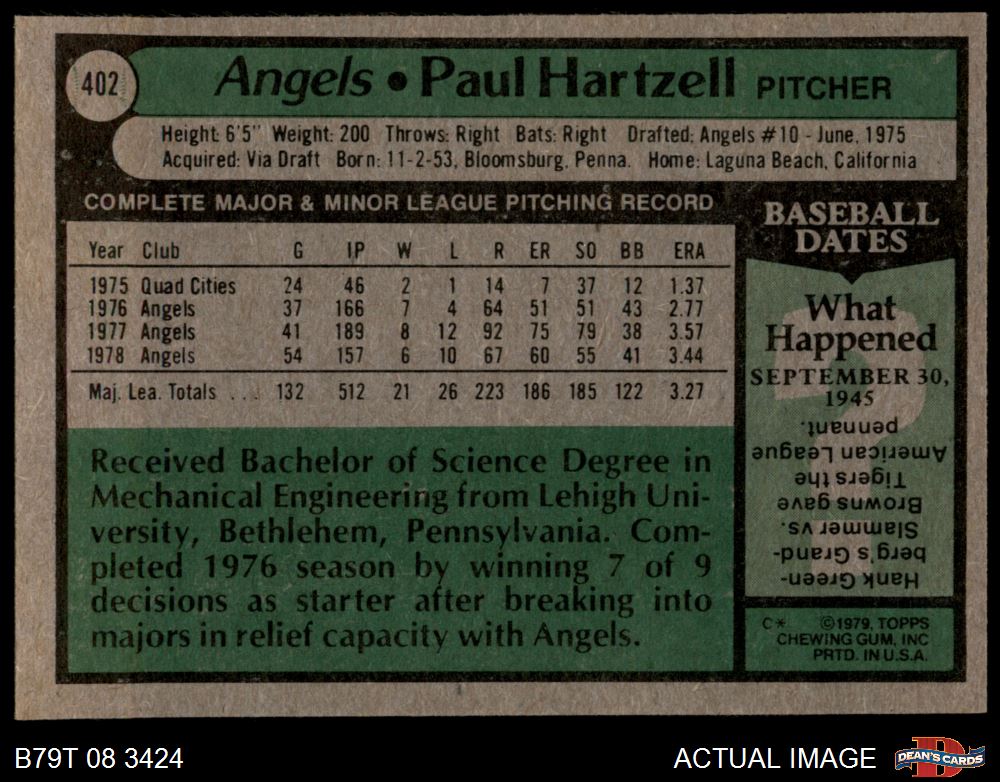 402 Angels • Paul Hartzell PITCHER
Height: 6'5" Weight: 200 Throws: Right Bats: Right Drafted: Angels #10 - June, 1975
Acquired: Via Draft Born: 11-2-53, Bloomsburg, Penna. Home: Laguna Beach, California
COMPLETE MAJOR & MINOR LEAGUE PITCHING RECORD
Year Club G IP W L R ER SO BB ERA
1975 Quad Cities 24 46 2 1 14 7 37 12 1.37
1976 Angels 37 166 7 4 64 51 51 43 2.77
1977 Angels 41 189 8 12 92 75 79 38 3.57
1978 Angels 54 157 6 10 67 60 55 41 3.44
Maj. Lea. Totals . . . 132 512 21 26 223 186 185 122 3.27
Received Bachelor of Science Degree in
Mechanical Engineering from Lehigh Uni-
versity, Bethlehem, Pennsylvania. Com-
pleted 1976 season by winning 7 of 9
decisions as starter after breaking into
majors in relief capacity with Angels.
BASEBALL
DATES
What
Happened
SEPTEMBER 30,
1945
Hank Green-
berg's Grand-
Slammer vs.
Browns gave
Tigers the
American League
pennant.
C* ©1979, TOPPS
CHEWING GUM, INC
PRTD. IN U.S.A.
B79T 08 3424
ACTUAL IMAGE
DEAN'S CARDS